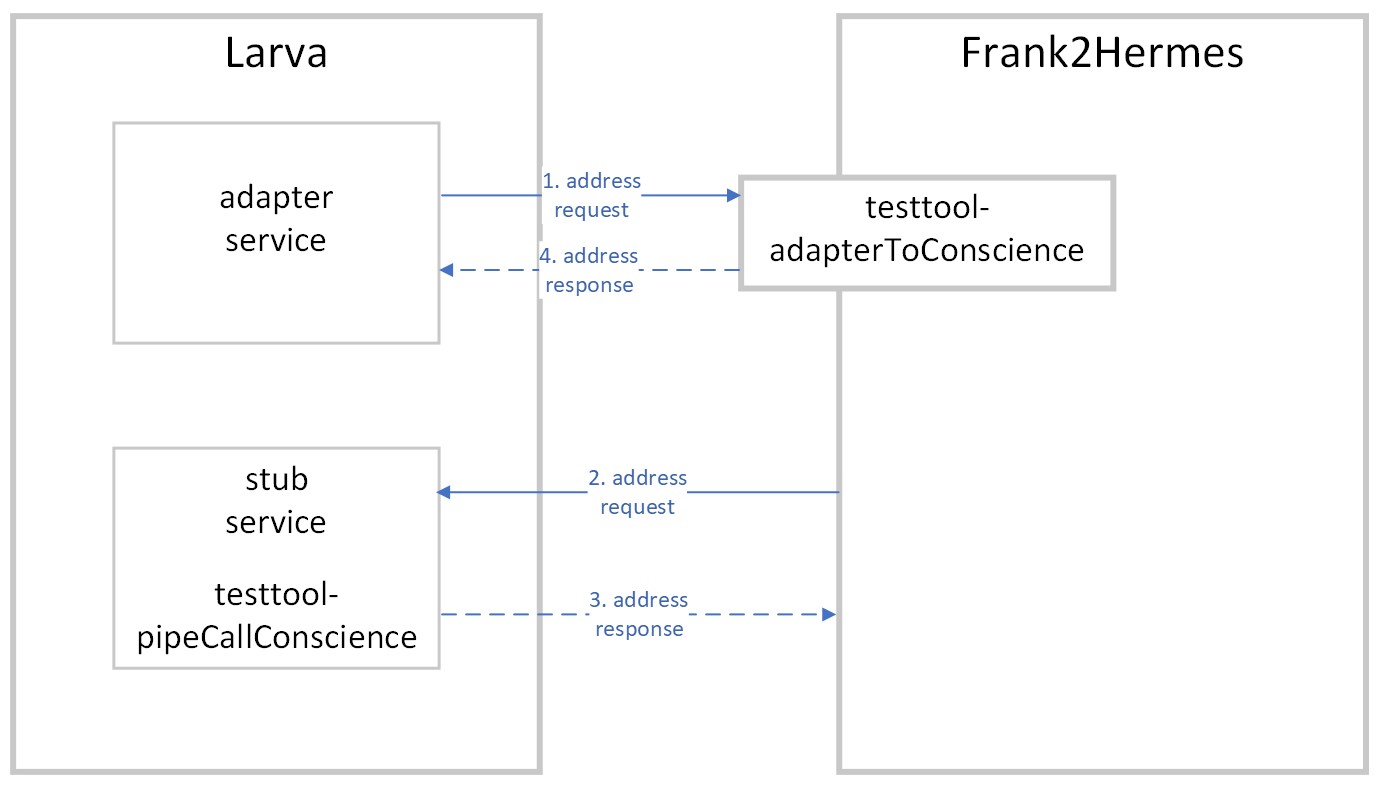 Larva
Frank2Hermes
adapter
service
1. address
request
testtool-
adapterToConscience
4. address
response
stub
service
testtool-
pipeCallConscience
2. address
request
3. address
response